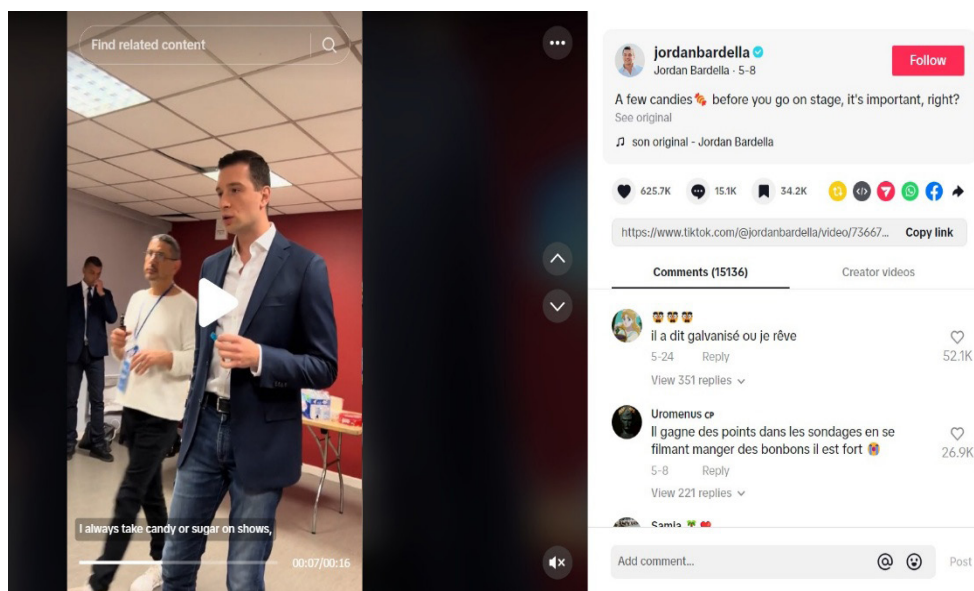 Find related content
I always take candy or sugar on shows,
00:07/00:16
jordanbardella
Jordan Bardella · 5-8
Follow
A few candies🍬 before you go on stage, it's important, right?
See original
♫ son original - Jordan Bardella
625.7K
15.1K
34.2K
https://www.tiktok.com/@jordanbardella/video/73667...
Copy link
Comments (15136)
Creator videos
il a dit galvanisé ou je rêve
5-24 Reply
52.1K
View 351 replies
Uromenus CP
Il gagne des points dans les sondages en se
filmant manger des bonbons il est fort 😭
5-8 Reply
26.9K
View 221 replies
Samia 🌴❤️
Add comment...
Post